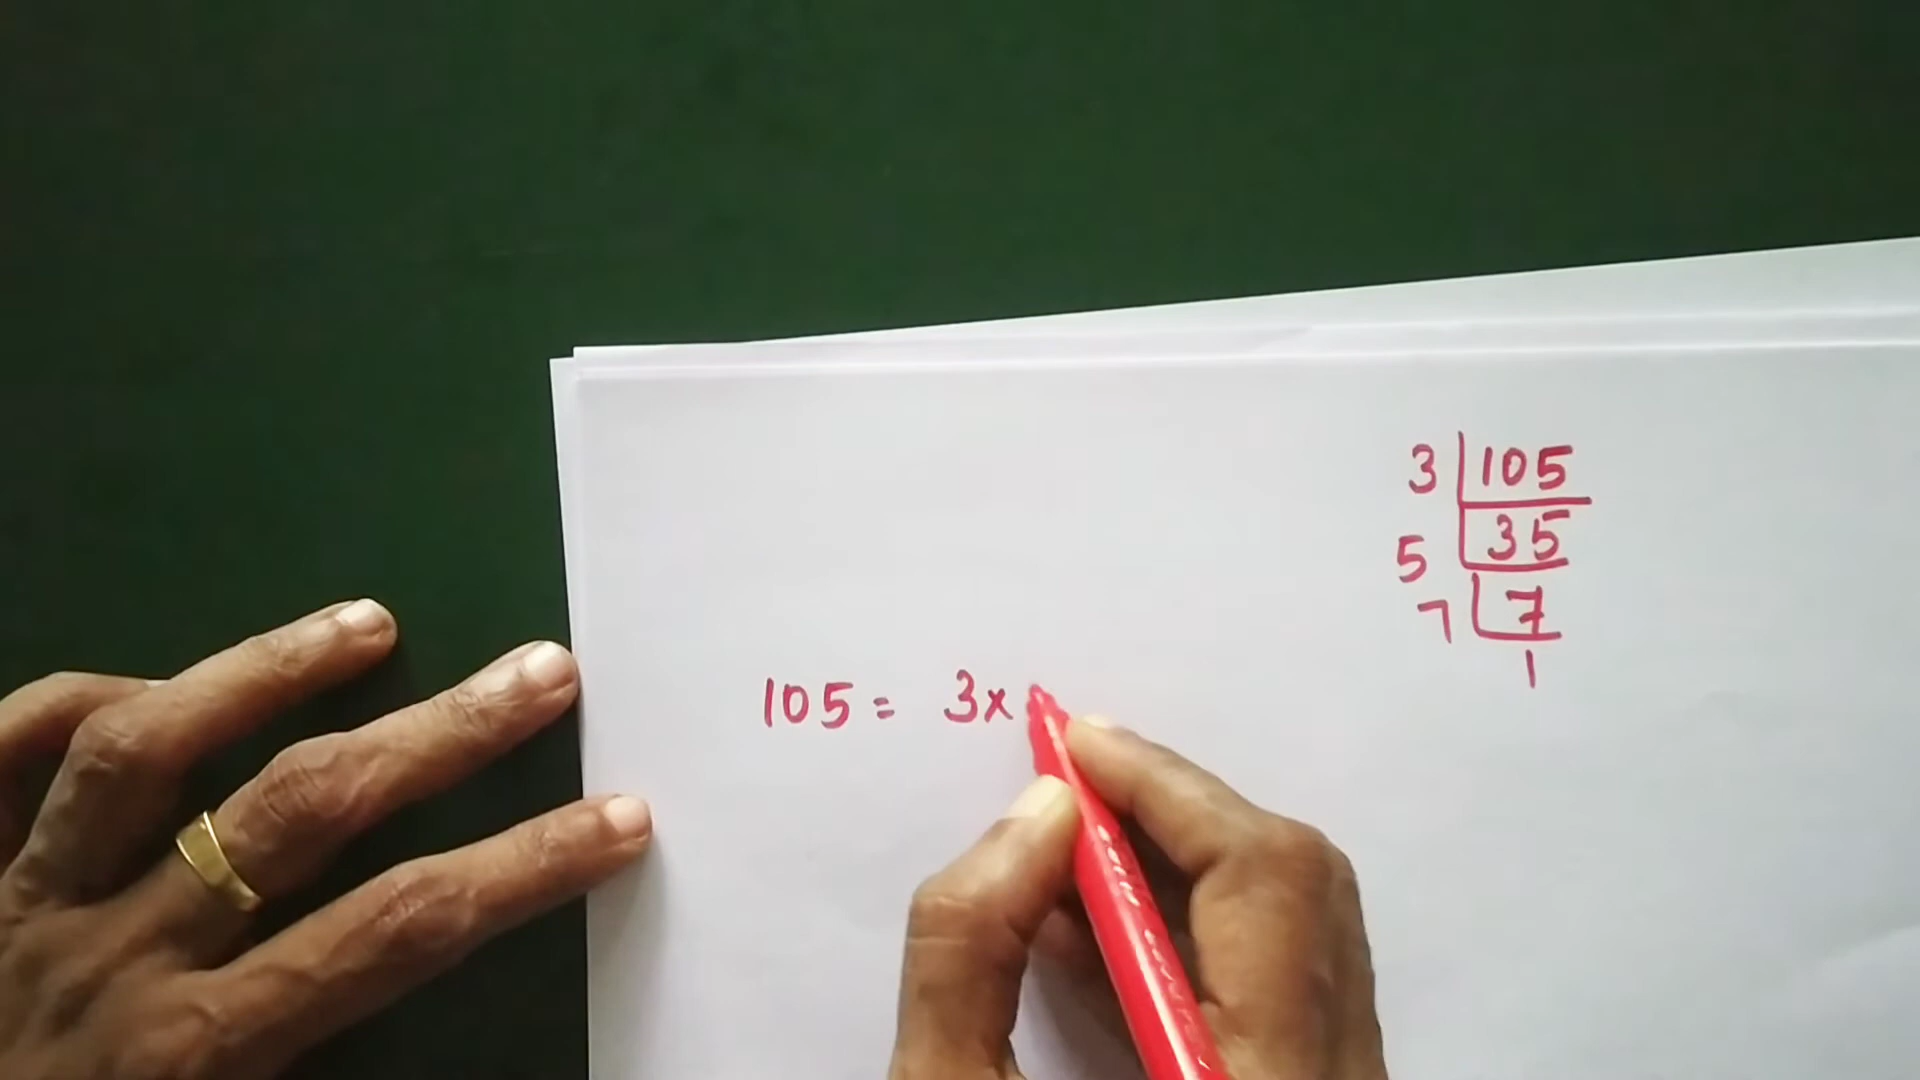 3 | 105
5 | 35
7 | 7
1
105 = 3x